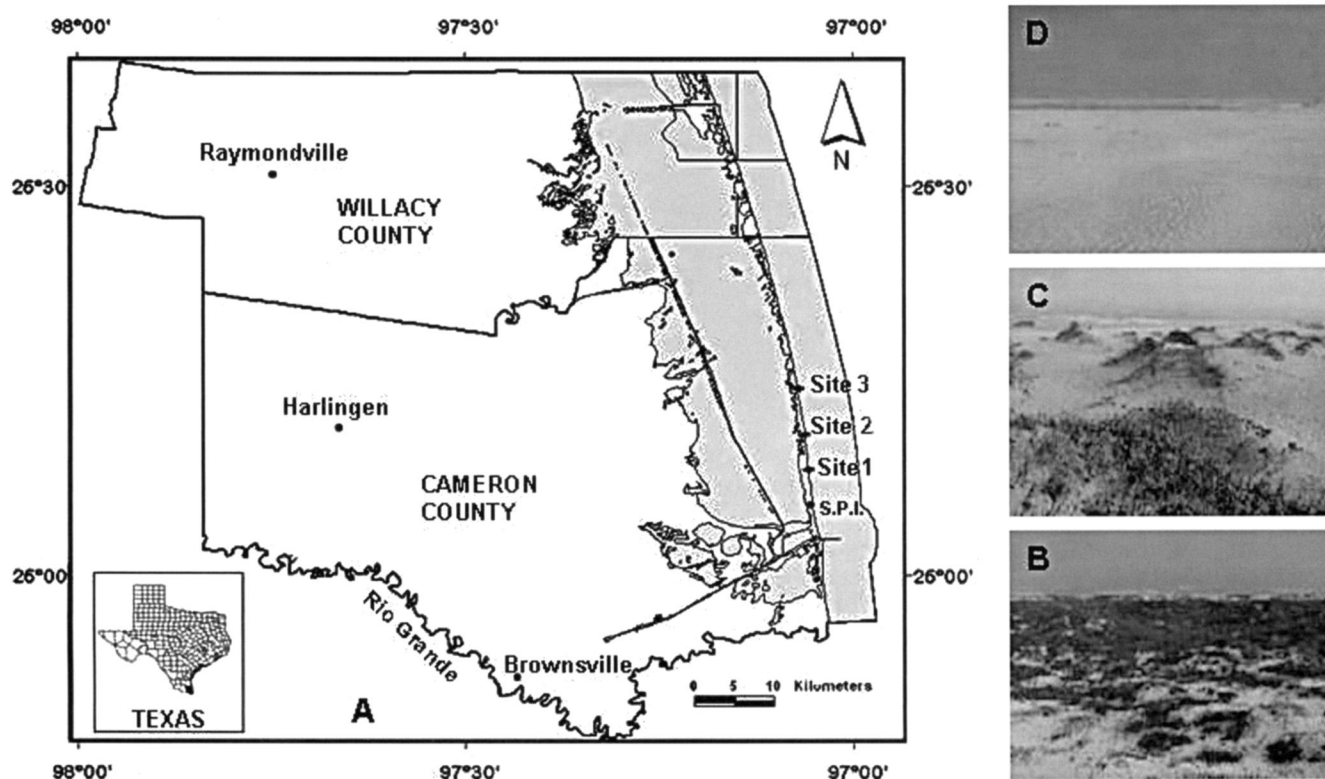 98°00'
97°30'
97°00'
D
N
Raymondville
26°30'
26°30'
WILLACY
COUNTY
C
Site 3
Harlingen
Site 2
Site 1
CAMERON
COUNTY
S.P.I.
B
26°00'
26°00'
Rio Grande
Brownsville
0 5 10 Kilometers
TEXAS
A
98°00'
97°30'
97°00'